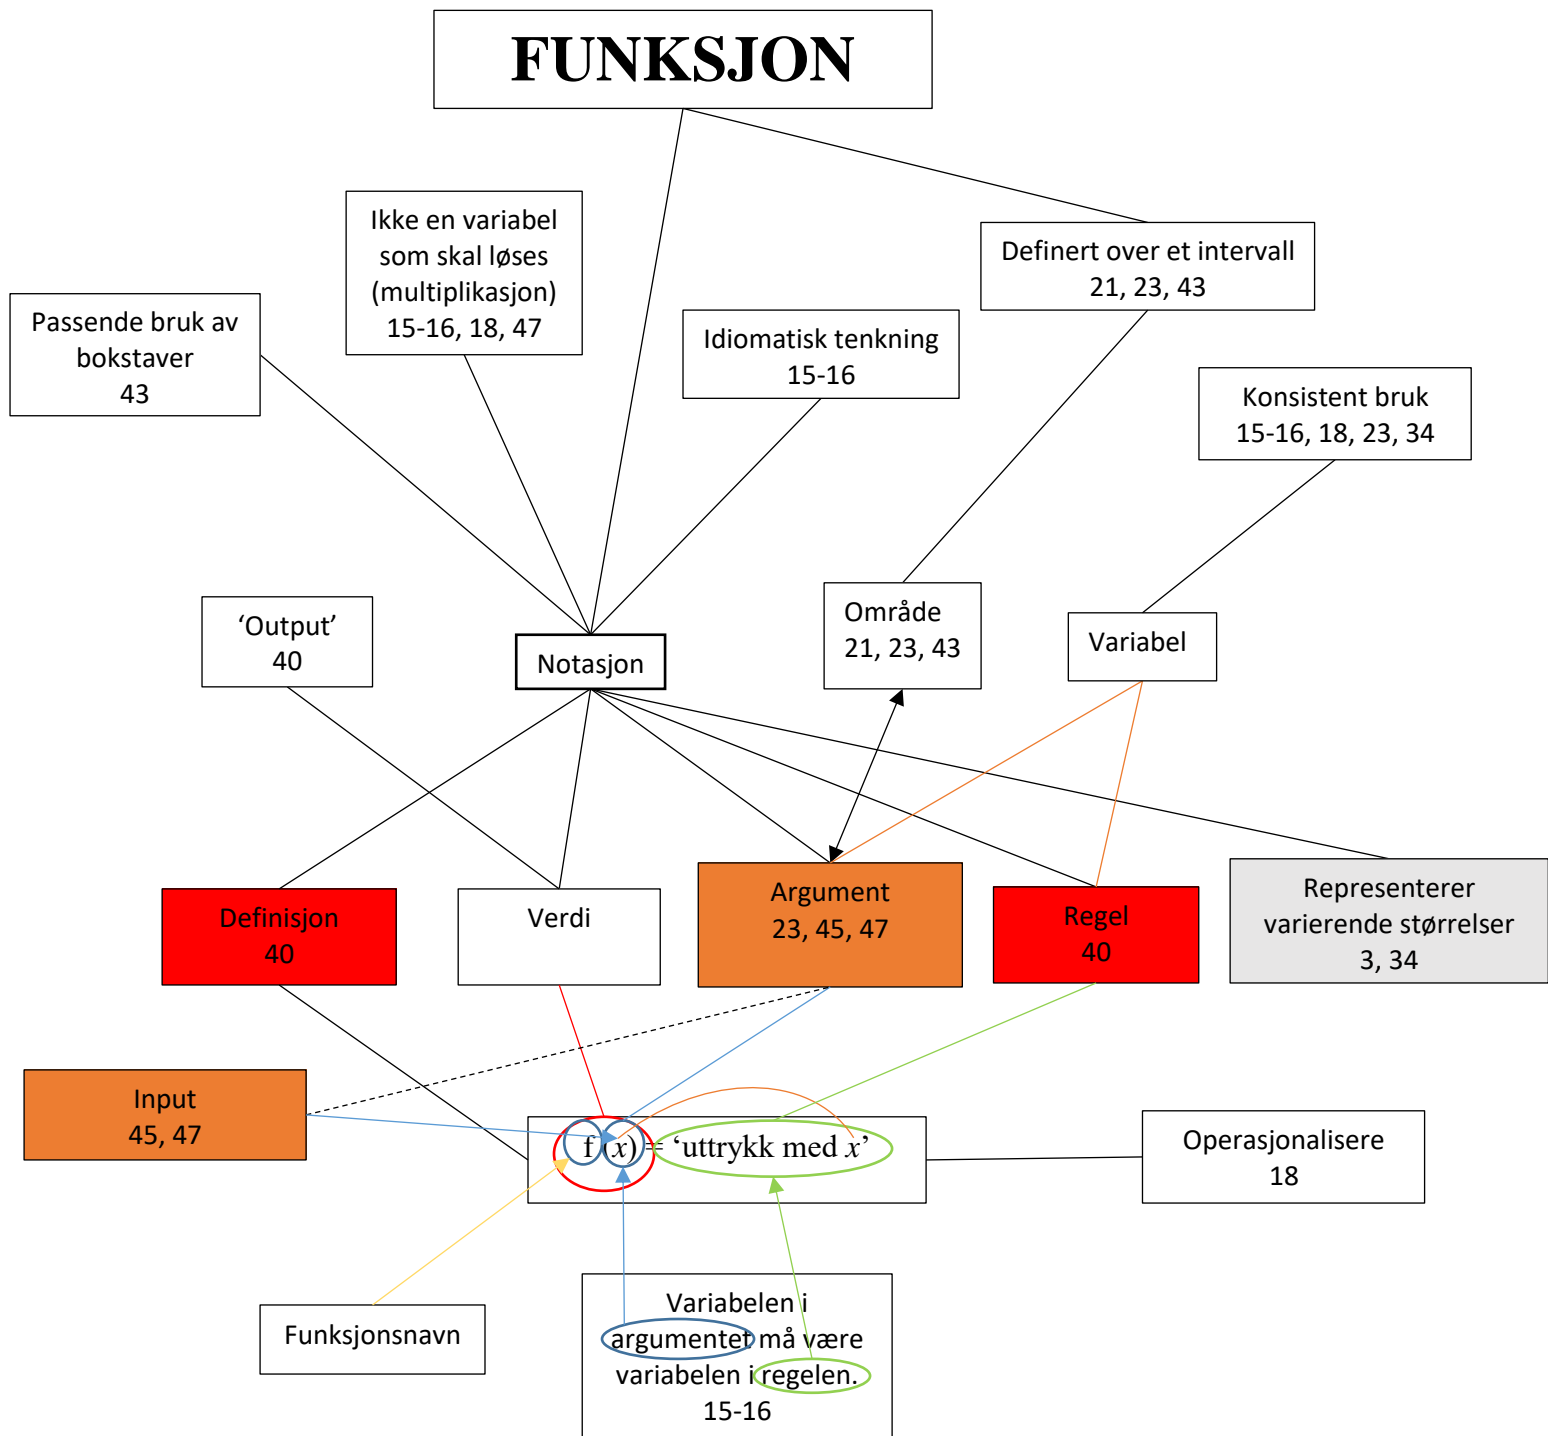 FUNKSJON
Ikke en variabel
som skal løses
(multiplikasjon)
15-16, 18, 47
Definert over et intervall
21, 23, 43
Passende bruk av
bokstaver
43
Idiomatisk tenkning
15-16
Konsistent bruk
15-16, 18, 23, 34
‘Output’
40
Notasjon
Område
21, 23, 43
Variabel
Definisjon
40
Verdi
Argument
23, 45, 47
Regel
40
Representerer
varierende størrelser
3, 34
Input
45, 47
f (x) = ‘uttrykk med x’
Operasjonalisere
18
Funksjonsnavn
Variabelen i
argumentet må være
variabelen i regelen.
15-16